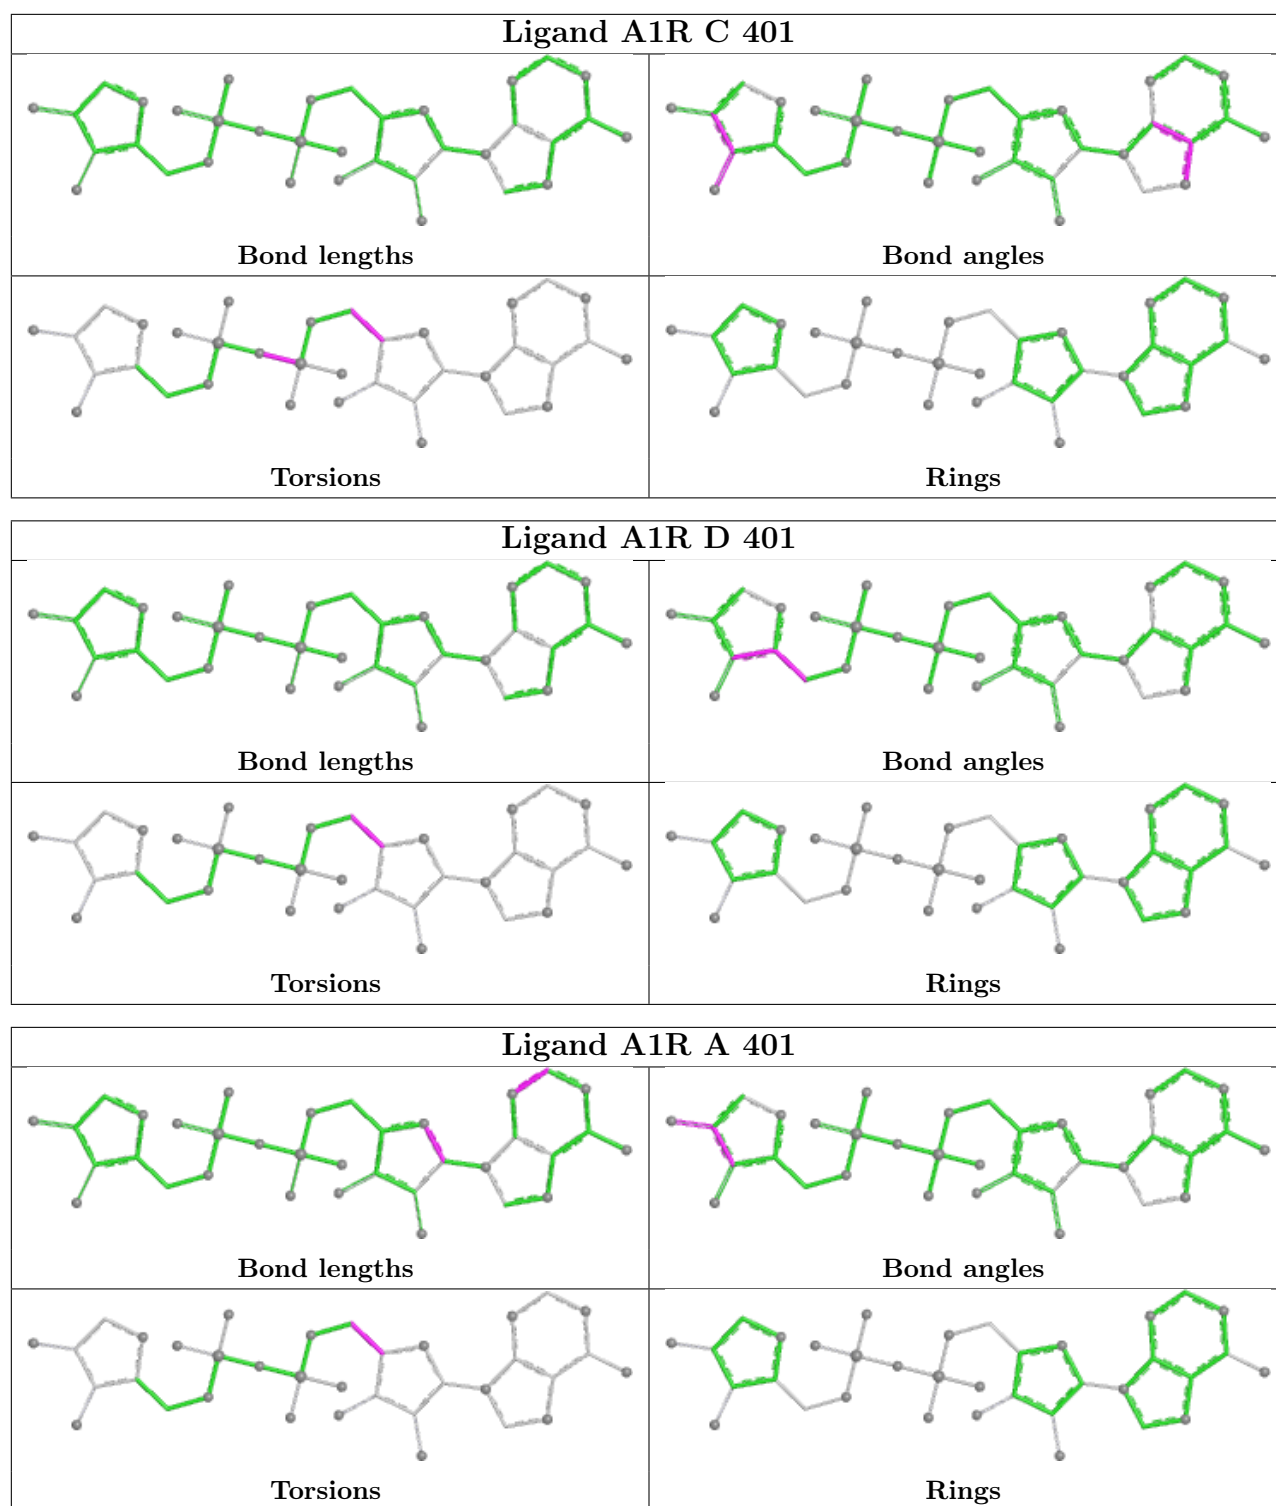 Ligand A1R C 401
Bond lengths
Bond angles
Torsions
Rings
Ligand A1R D 401
Bond lengths
Bond angles
Torsions
Rings
Ligand A1R A 401
Bond lengths
Bond angles
Torsions
Rings